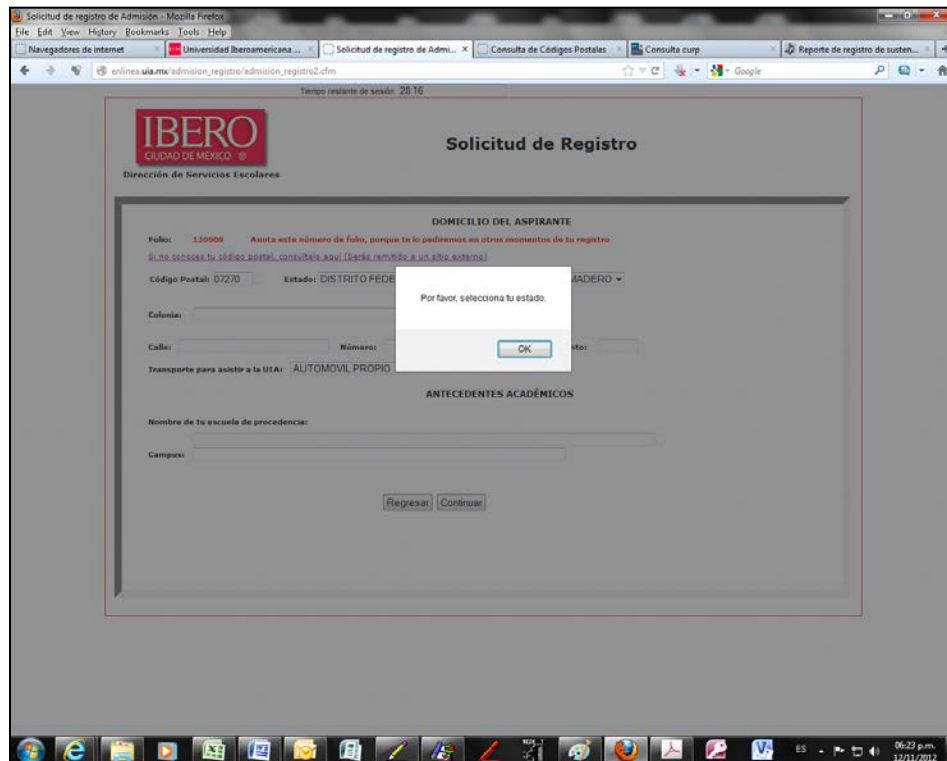 Solicitud de registro de Admisión - Mozilla Firefox
File Edit View History Bookmarks Tools Help
Navegadores de internet
Universidad Iberoamericana ...
Solicitud de registro de Admi...
Consulta de Códigos Postales
Consulta curp
Reporte de registro de susten...
enlinea.uia.mx/admision_registro/admision_registro2.cfm
Google
Tiempo restante de sesión: 28:16
IBERO
CIUDAD DE MÉXICO ®
Solicitud de Registro
Dirección de Servicios Escolares
DOMICILIO DEL ASPIRANTE
Folio: 130009 Anota este número de folio, porque te lo pediremos en otros momentos de tu registro
Si no conoces tu código postal, consúltalo aquí (Serás remitido a un sitio externo)
Código Postal: 07270 Estado: DISTRITO FEDE MADERO
Por favor, selecciona tu estado.
Colonia:
OK
Calle: Número: nto:
Transporte para asistir a la UIA: AUTOMOVIL PROPIO
ANTECEDENTES ACADÉMICOS
Nombre de tu escuela de procedencia:
Campus:
Regresar Continuar
ES
06:23 p.m.
12/11/2012